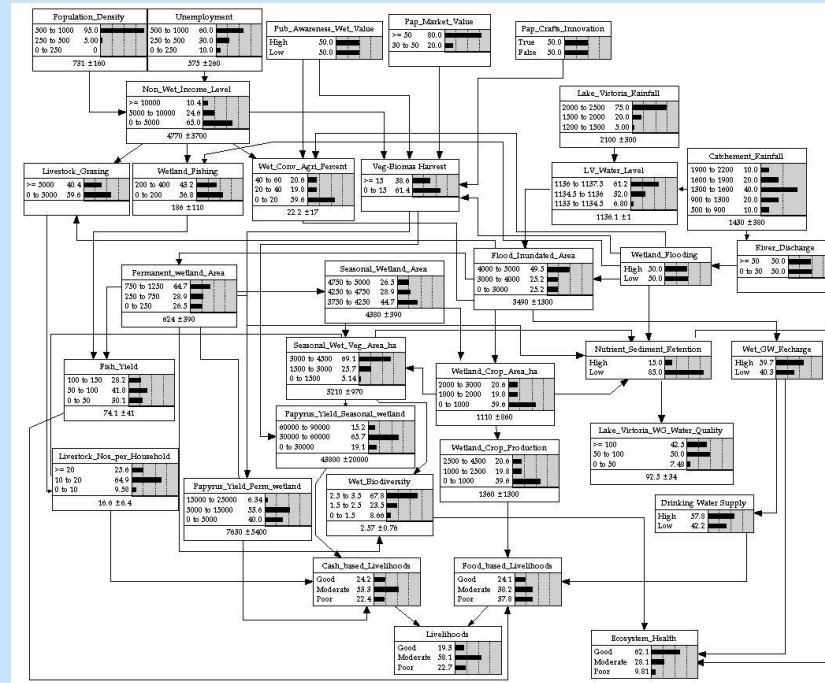 Population_Density
500 to 1000 95.0
250 to 500 5.00
0 to 250 0
731 ±160
Unemployment
500 to 1000 60.0
250 to 500 30.0
0 to 250 10.0
575 ±260
Pub_Awareness_Wet_Value
High 50.0
Low 50.0
Pap_Market_Value
>= 50 80.0
30 to 50 20.0
Pap_Crafts_Innovation
True 50.0
False 50.0
Non_Wet_Income_Level
>= 10000 10.4
5000 to 10000 24.6
0 to 5000 65.0
4770 ±3700
Lake_Victoria_Rainfall
2000 to 2500 75.0
1500 to 2000 20.0
1200 to 1500 5.00
2100 ±300
Livestock_Grazing
>= 5000 40.4
0 to 5000 59.6
Wetland_Fishing
200 to 400 43.2
0 to 200 56.8
186 ±110
Wet_Conv_Agri_Percent
40 to 60 20.6
20 to 40 19.8
0 to 20 59.6
22.2 ±17
Veg-Biomas Harvest
>= 15 38.6
0 to 15 61.4
LV_Water_Level
1136 to 1137.5 61.2
1134.5 to 1136 32.0
1133 to 1134.5 6.80
1136.1 ±1
Catchement_Rainfall
1900 to 2200 10.0
1600 to 1900 20.0
1300 to 1600 40.0
900 to 1300 20.0
500 to 900 10.0
1430 ±380
Permanent_wetland_Area
750 to 1250 44.7
250 to 750 28.9
0 to 250 26.5
624 ±390
Seasonal_Wetland_Area
4750 to 5000 26.5
4250 to 4750 28.9
3750 to 4250 44.7
4380 ±390
Flood_Inundated_Area
4000 to 5000 49.5
3000 to 4000 25.2
0 to 3000 25.2
3490 ±1300
Wetland_Flooding
High 50.0
Low 50.0
River_Discharge
>= 50 50.0
0 to 50 50.0
Fish_Yield
100 to 150 28.2
50 to 100 41.8
0 to 50 30.1
74.1 ±41
Seasonal_Wet_Veg_Area_ha
3000 to 4500 69.1
1500 to 3000 25.7
0 to 1500 5.14
3210 ±970
Wetland_Crop_Area_ha
2000 to 3000 20.6
1000 to 2000 19.8
0 to 1000 59.6
1110 ±860
Nutrient_Sediment_Retention
High 15.0
Low 85.0
Wet_GW_Recharge
High 59.7
Low 40.3
Papyrus_Yield_Seasonal_wetland
60000 to 90000 15.2
30000 to 60000 65.7
0 to 30000 19.1
43800 ±20000
Lake_Victoria_WG_Water_Quality
>= 100 42.5
50 to 100 50.0
0 to 50 7.48
92.5 ±34
Livestock_Nos_per_Household
>= 20 25.6
10 to 20 64.9
0 to 10 9.58
16.6 ±6.4
Papyrus_Yield_Perm_wetland
15000 to 25000 6.34
5000 to 15000 53.6
0 to 5000 40.0
7630 ±5400
Wet_Biodiversity
2.5 to 3.5 67.8
1.5 to 2.5 23.5
0 to 1.5 8.66
2.57 ±0.76
Wetland_Crop_Production
2500 to 4500 20.6
1000 to 2500 19.8
0 to 1000 59.6
1360 ±1300
Drinking Water Supply
High 57.8
Low 42.2
Cash_based_Livelihoods
Good 24.2
Moderate 53.3
Poor 22.4
Food_based_Livelihoods
Good 24.1
Moderate 38.2
Poor 37.8
Livelihoods
Good 19.3
Moderate 58.1
Poor 22.7
Ecosystem_Health
Good 62.1
Moderate 28.1
Poor 9.81